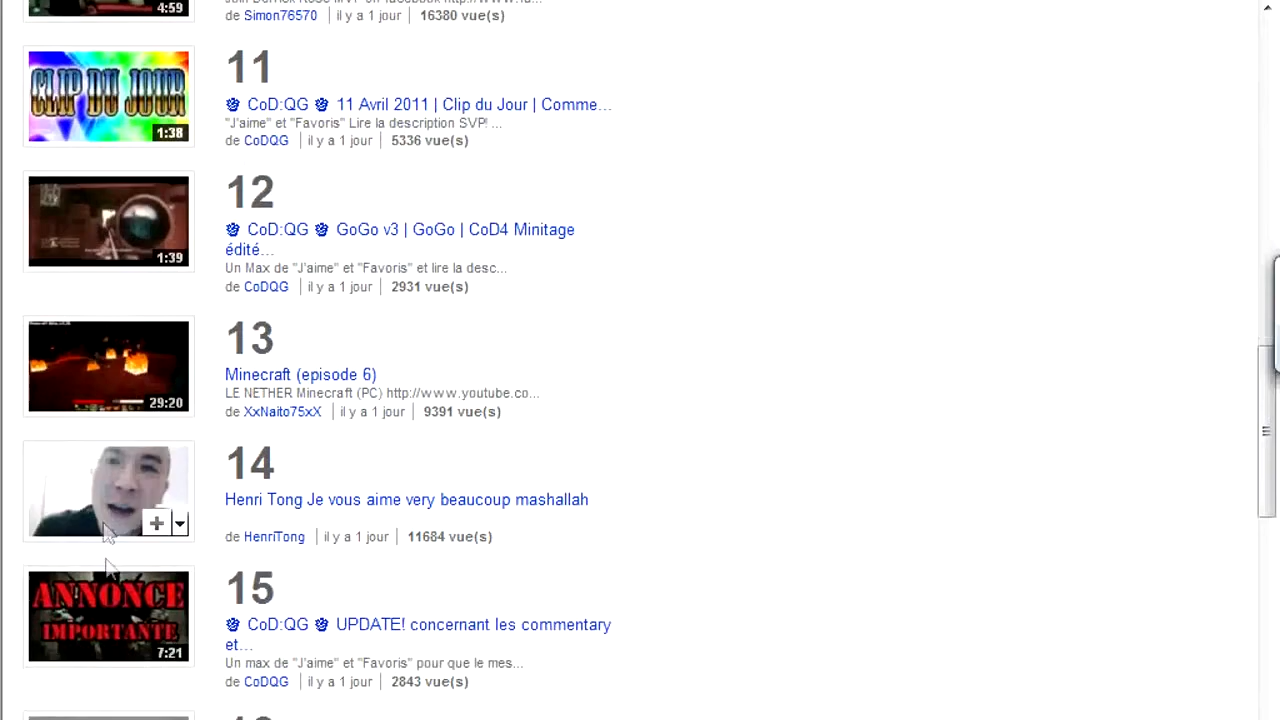 4:59
de Simon76570 | il y a 1 jour | 16380 vue(s)
CLIP DU JOUR
1:38
11
CoD:QG 11 Avril 2011 | Clip du Jour | Comme...
"J'aime" et "Favoris" Lire la description SVP! ...
de CoDQG | il y a 1 jour | 5336 vue(s)
1:39
12
CoD:QG GoGo v3 | GoGo | CoD4 Minitage
édité...
Un Max de "J'aime" et "Favoris" et lire la desc...
de CoDQG | il y a 1 jour | 2931 vue(s)
29:20
13
Minecraft (episode 6)
LE NETHER Minecraft (PC) http://www.youtube.co...
de XxNaito75xX | il y a 1 jour | 9391 vue(s)
14
Henri Tong Je vous aime very beaucoup mashallah
de HenriTong | il y a 1 jour | 11684 vue(s)
ANNONCE
IMPORTANTE
7:21
15
CoD:QG UPDATE! concernant les commentary
et...
Un max de "J'aime" et "Favoris" pour que le mes...
de CoDQG | il y a 1 jour | 2843 vue(s)